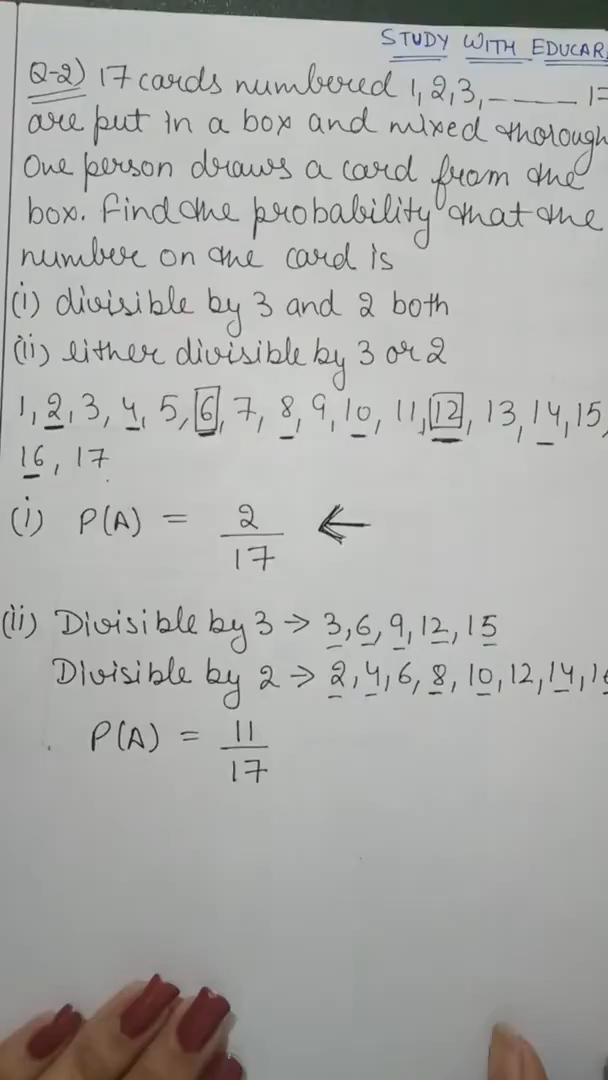 STUDY WITH EDUCAR
Q-2) 17 cards numbered 1, 2, 3, _ _ ___ 1
are put in a box and mixed thorough
One person draws a card from the
box. Find the probability that the
number on the card is
(i) divisible by 3 and 2 both
(ii) either divisible by 3 or 2
1, 2, 3, 4, 5, 6, 7, 8, 9, 10, 11, 12, 13, 14, 15,
16, 17
(i) P(A) = 2/17 ←
(ii) Divisible by 3 → 3, 6, 9, 12, 15
Divisible by 2 → 2, 4, 6, 8, 10, 12, 14, 1
P(A) = 11/17